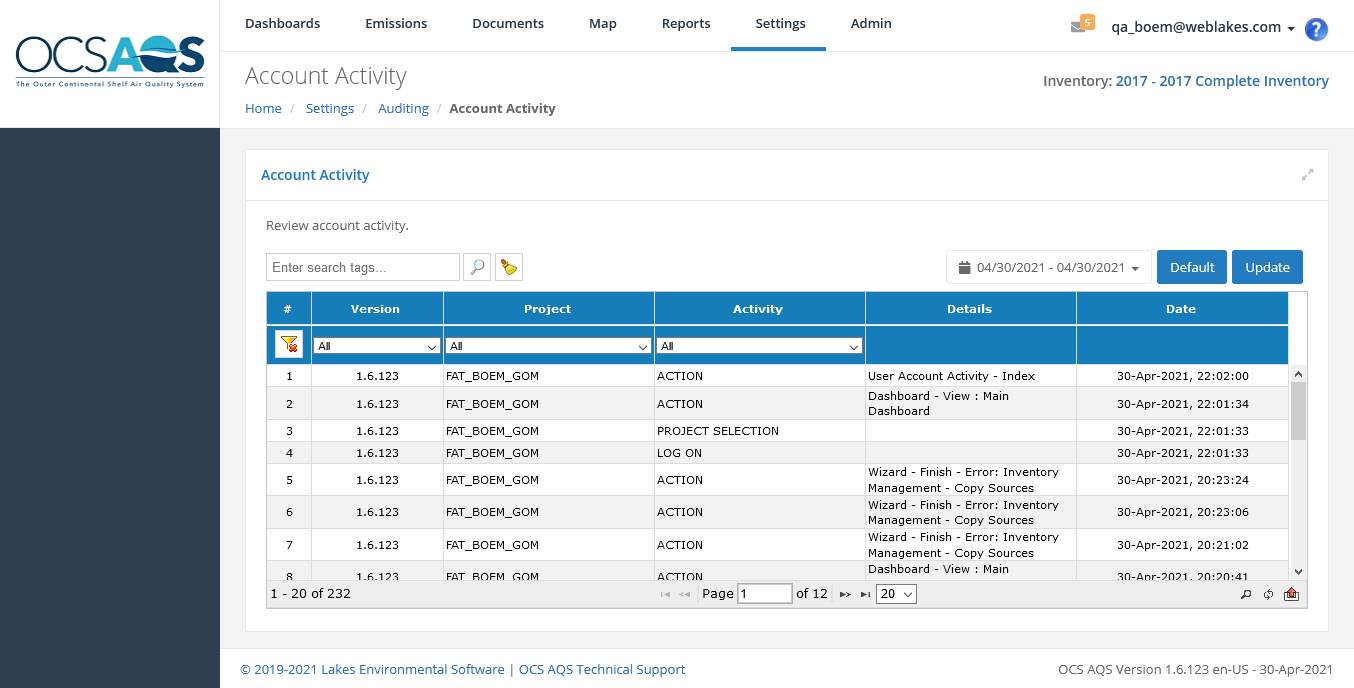 Dashboards Emissions Documents Map Reports Settings Admin 5 qa_boem@weblakes.com ?
OCSAQS
The Outer Continental Shelf Air Quality System
Account Activity
Inventory: 2017 - 2017 Complete Inventory
Home / Settings / Auditing / Account Activity
Account Activity
Review account activity.
Enter search tags... 04/30/2021 - 04/30/2021 Default Update
# Version Project Activity Details Date
All All All
1 1.6.123 FAT_BOEM_GOM ACTION User Account Activity - Index 30-Apr-2021, 22:02:00
2 1.6.123 FAT_BOEM_GOM ACTION Dashboard - View : Main
Dashboard 30-Apr-2021, 22:01:34
3 1.6.123 FAT_BOEM_GOM PROJECT SELECTION 30-Apr-2021, 22:01:33
4 1.6.123 FAT_BOEM_GOM LOG ON 30-Apr-2021, 22:01:33
5 1.6.123 FAT_BOEM_GOM ACTION Wizard - Finish - Error: Inventory
Management - Copy Sources 30-Apr-2021, 20:23:24
6 1.6.123 FAT_BOEM_GOM ACTION Wizard - Finish - Error: Inventory
Management - Copy Sources 30-Apr-2021, 20:23:06
7 1.6.123 FAT_BOEM_GOM ACTION Wizard - Finish - Error: Inventory
Management - Copy Sources 30-Apr-2021, 20:21:02
8 1.6.123 FAT_BOEM_GOM ACTION Dashboard - View : Main 30-Apr-2021, 20:20:41
1 - 20 of 232 Page 1 of 12 20
© 2019-2021 Lakes Environmental Software | OCS AQS Technical Support
OCS AQS Version 1.6.123 en-US - 30-Apr-2021